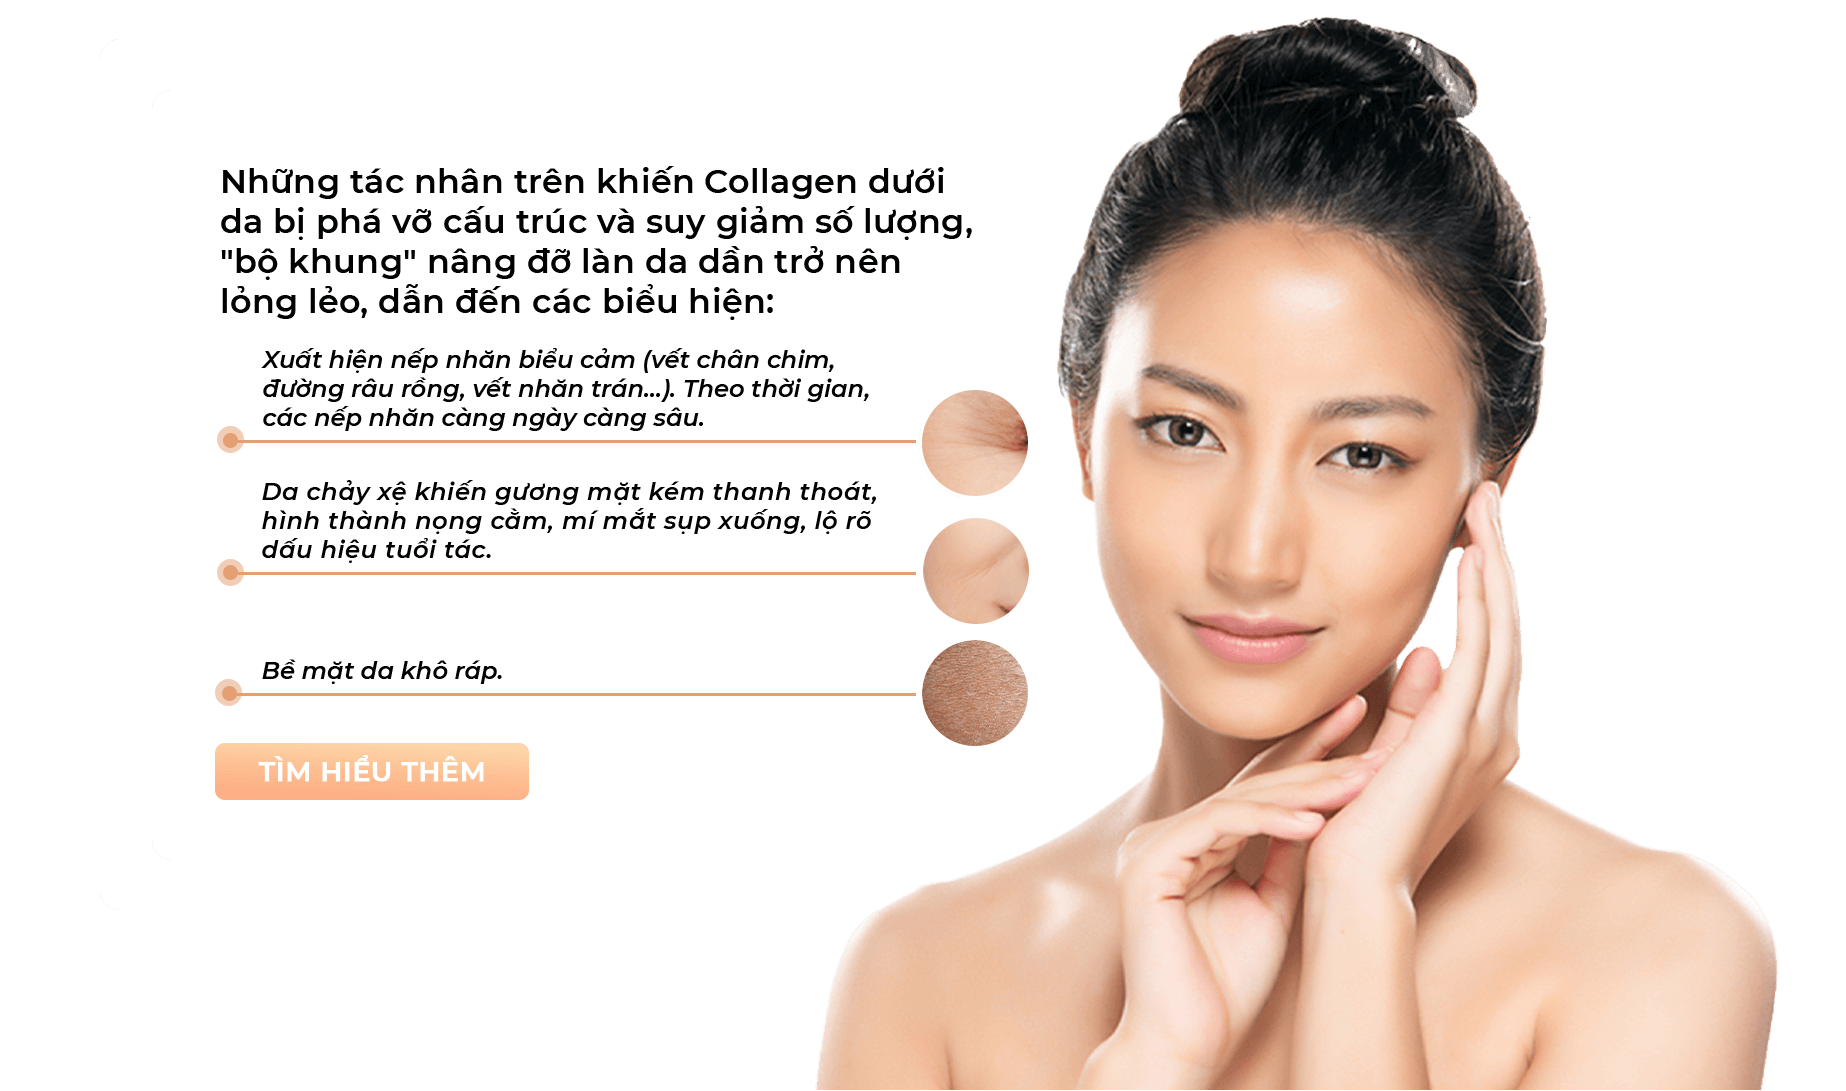 Những tác nhân trên khiến Collagen dưới
da bị phá vỡ cấu trúc và suy giảm số lượng,
"bộ khung" nâng đỡ làn da dần trở nên
lỏng lẻo, dẫn đến các biểu hiện:
Xuất hiện nếp nhăn biểu cảm (vết chân chim,
đường râu rồng, vết nhăn trán...). Theo thời gian,
các nếp nhăn càng ngày càng sâu.
Da chảy xệ khiến gương mặt kém thanh thoát,
hình thành nọng cằm, mí mắt sụp xuống, lộ rõ
dấu hiệu tuổi tác.
Bề mặt da khô ráp.
TÌM HIỂU THÊM